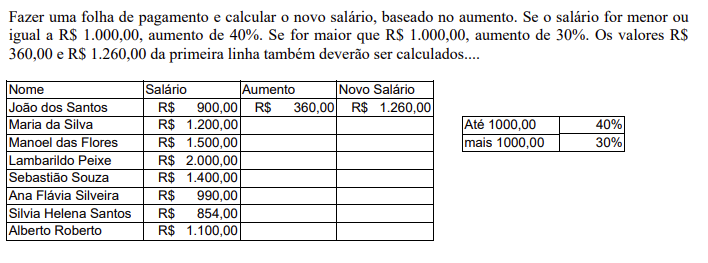 Fazer uma folha de pagamento e calcular o novo salário, baseado no aumento. Se o salário for menor ou
igual a R$ 1.000,00, aumento de 40%. Se for maior que R$ 1.000,00, aumento de 30%. Os valores R$
360,00 e R$ 1.260,00 da primeira linha também deverão ser calculados....
Nome Salário Aumento Novo Salário
João dos Santos R$ 900,00 R$ 360,00 R$ 1.260,00
Maria da Silva R$ 1.200,00 Até 1000,00 40%
Manoel das Flores R$ 1.500,00 mais 1000,00 30%
Lambarildo Peixe R$ 2.000,00
Sebastião Souza R$ 1.400,00
Ana Flávia Silveira R$ 990,00
Silvia Helena Santos R$ 854,00
Alberto Roberto R$ 1.100,00